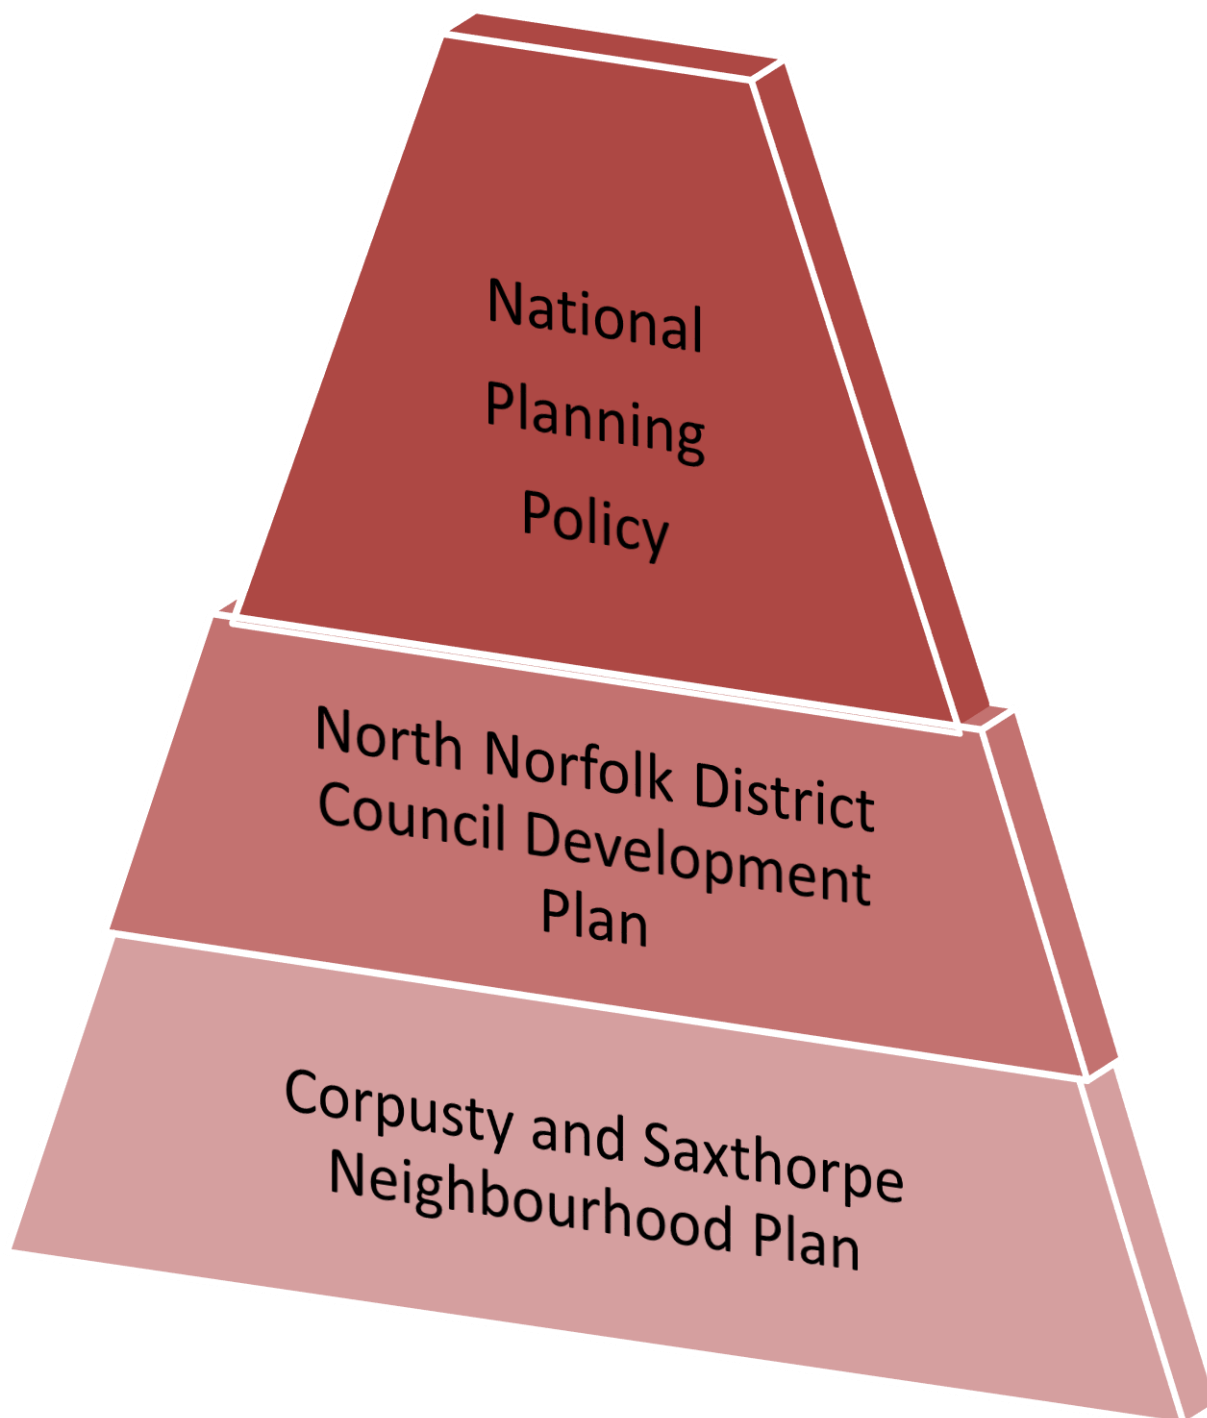 National
Planning
Policy
North Norfolk District
Council Development
Plan
Corpusty and Saxthorpe
Neighbourhood Plan